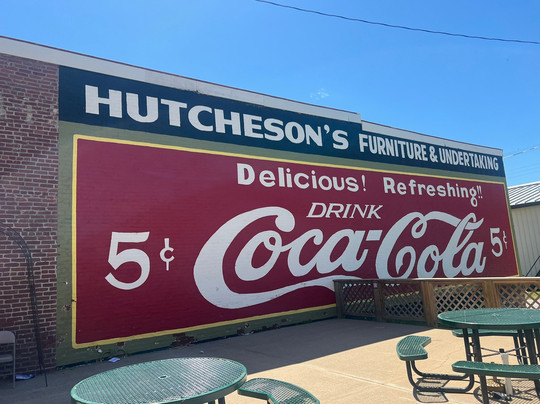 HUTCHESON'S FURNITURE & UNDERTAKING
Delicious! Refreshing!!
DRINK
5¢ Coca-Cola 5¢